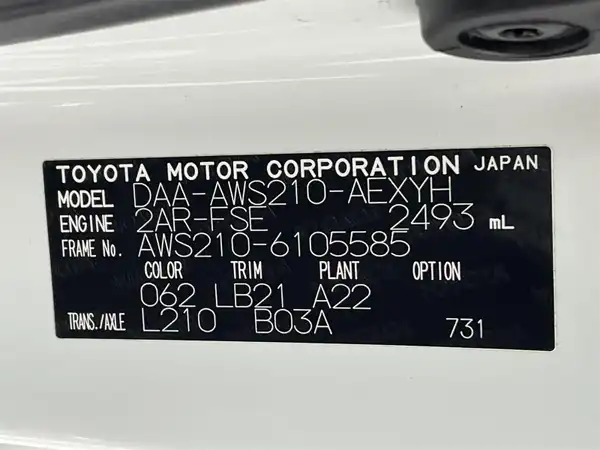 TOYOTA MOTOR CORPORATION JAPAN
MODEL DAA-AWS210-AEXYH
ENGINE 2AR-FSE 2493 mL
FRAME No. AWS210-6105585
COLOR TRIM PLANT OPTION
062 LB21 A22
TRANS./AXLE L210 B03A 731